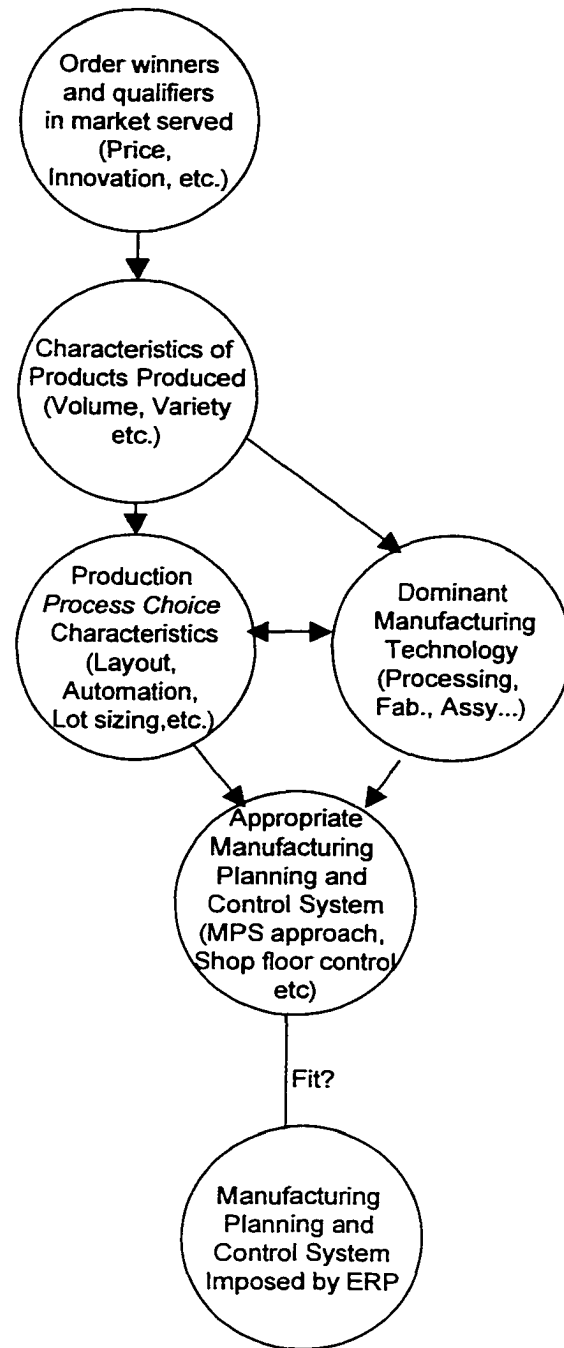 Order winners
and qualifiers
in market served
(Price,
Innovation, etc.)
Characteristics of
Products Produced
(Volume, Variety
etc.)
Production
Process Choice
Characteristics
(Layout,
Automation,
Lot sizing,etc.)
Dominant
Manufacturing
Technology
(Processing,
Fab., Assy...)
Appropriate
Manufacturing
Planning and
Control System
(MPS approach,
Shop floor control
etc)
Fit?
Manufacturing
Planning and
Control System
Imposed by ERP